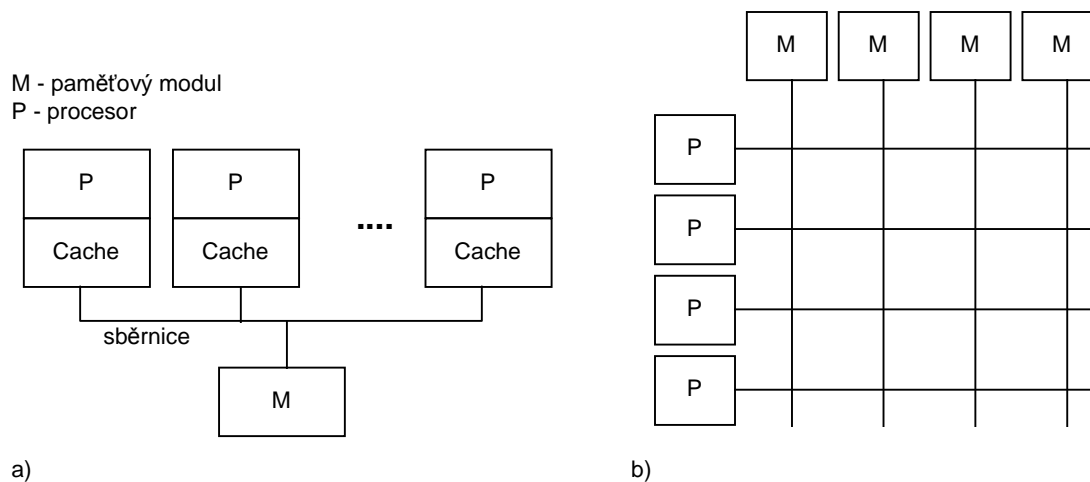 M - paměťový modul
P - procesor
P P .... P
Cache Cache Cache
sběrnice
M
a)
M M M M
P
P
P
P
b)